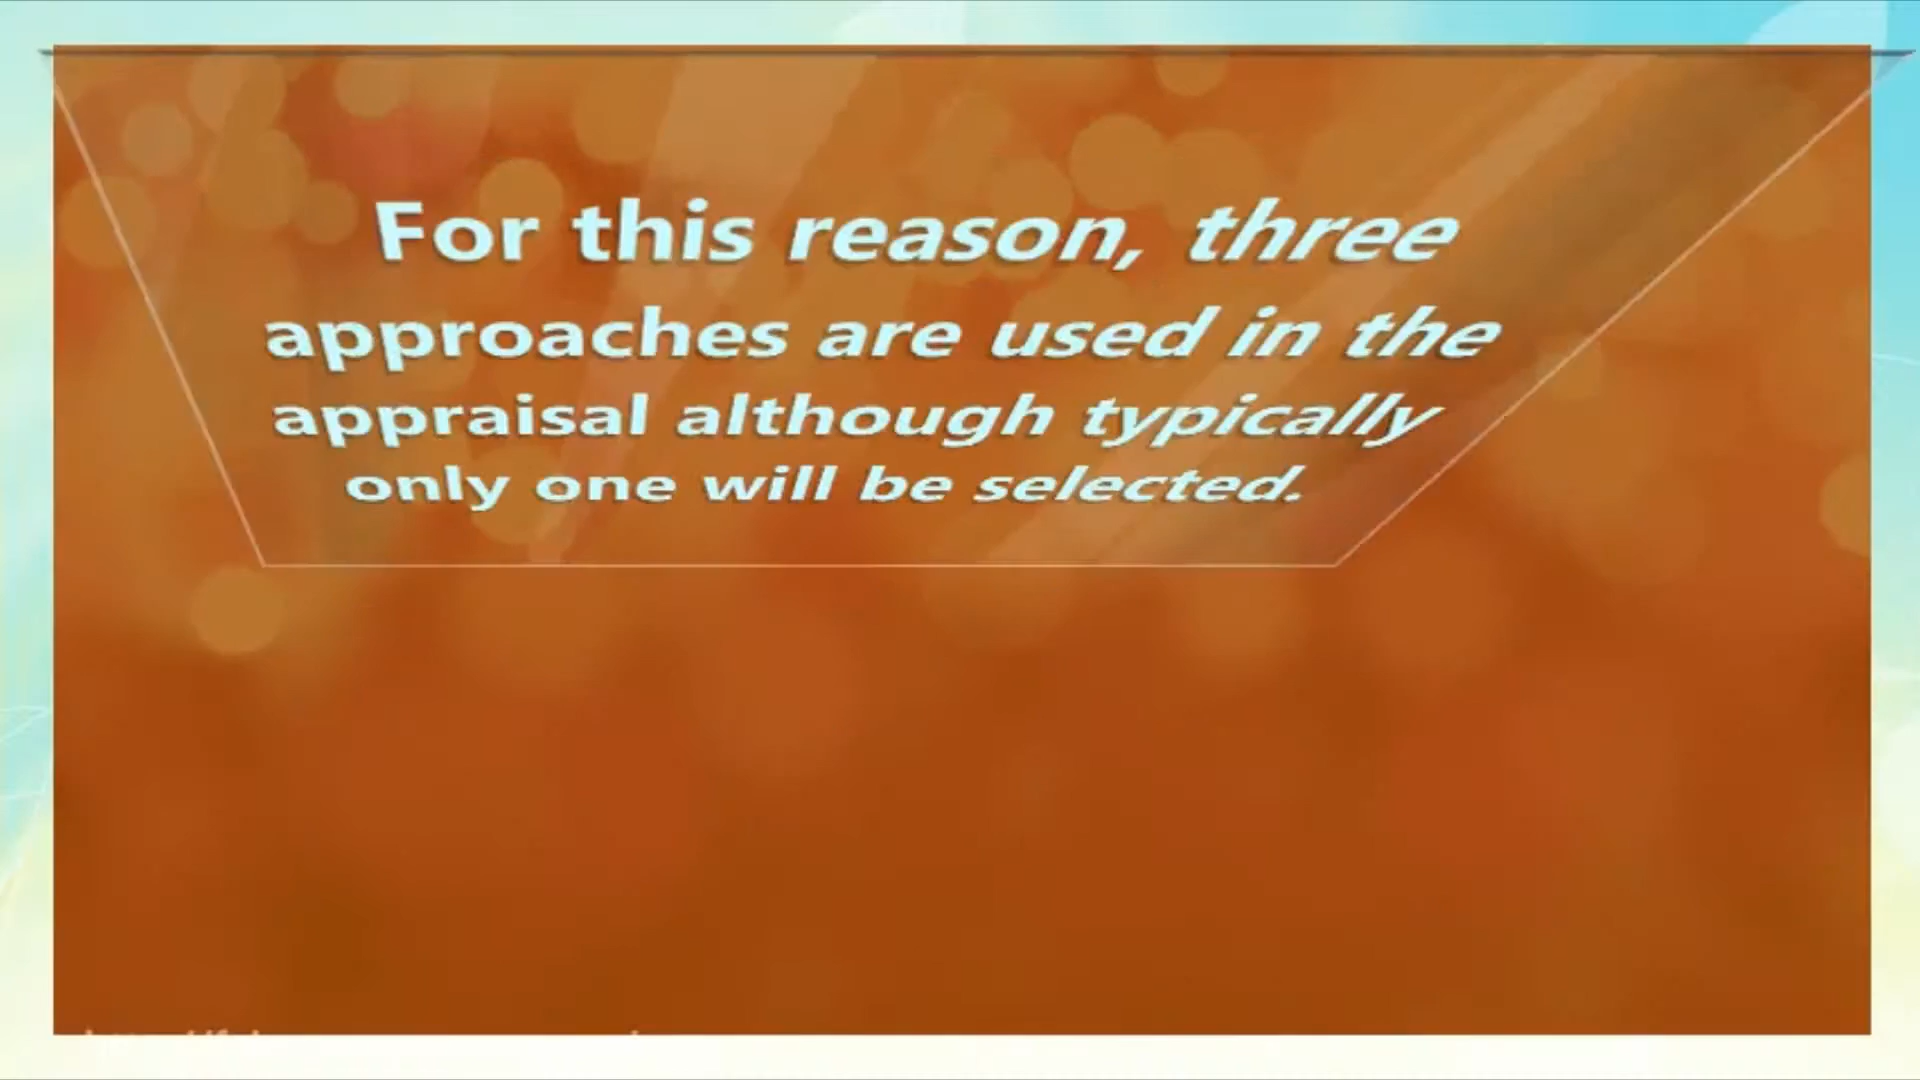 For this reason, three
approaches are used in the
appraisal although typically
only one will be selected.